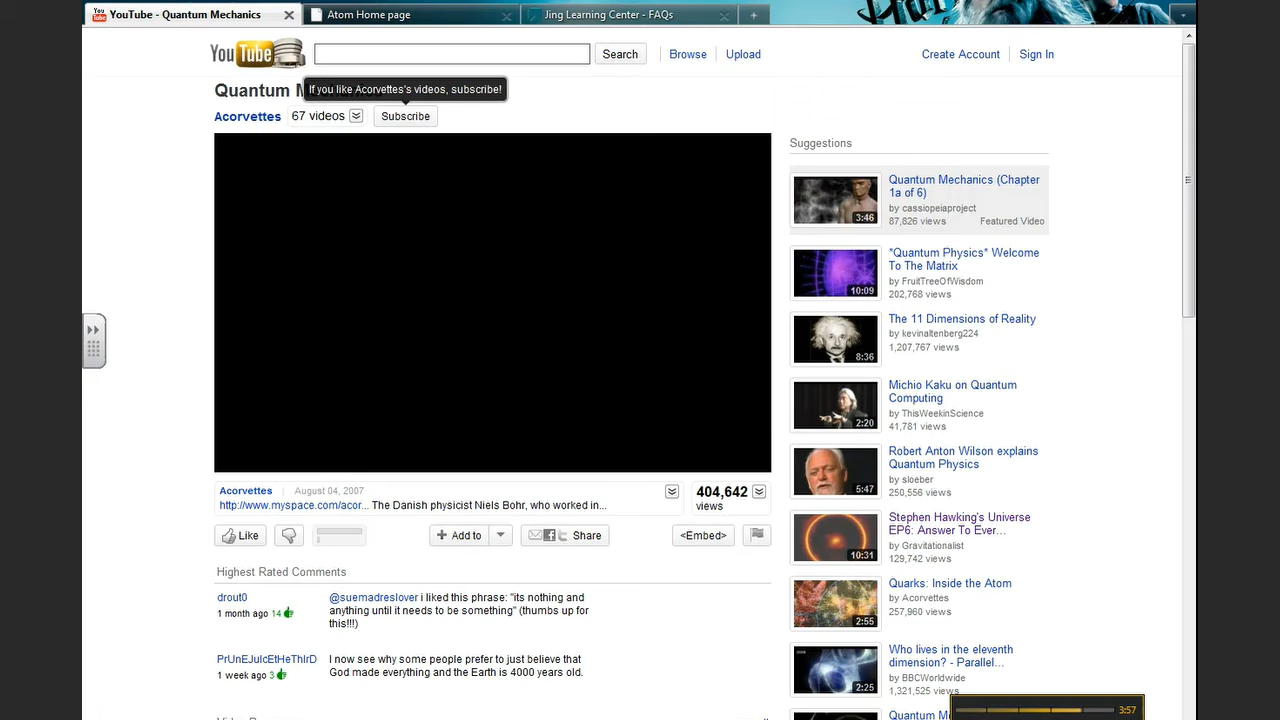 YouTube - Quantum Mechanics
Atom Home page
Jing Learning Center - FAQs
YouTube
Search
Browse
Upload
Create Account
Sign In
Quantum M
If you like Acorvettes's videos, subscribe!
Acorvettes
67 videos
Subscribe
Suggestions
Quantum Mechanics (Chapter
1a of 6)
by cassiopeiaproject
87,826 views
Featured Video
3:46
*Quantum Physics* Welcome
To The Matrix
by FruitTreeOfWisdom
202,768 views
10:09
The 11 Dimensions of Reality
by kevinaltenberg224
1,207,767 views
8:36
Michio Kaku on Quantum
Computing
by ThisWeekinScience
41,781 views
2:20
Robert Anton Wilson explains
Quantum Physics
by sloeber
250,556 views
5:47
Stephen Hawking's Universe
EP6: Answer To Ever...
by Gravitationalist
129,742 views
10:31
Quarks: Inside the Atom
by Acorvettes
257,960 views
2:55
Who lives in the eleventh
dimension? - Parallel...
by BBCWorldwide
1,321,525 views
2:25
Quantum Me
Acorvettes
August 04, 2007
http://www.myspace.com/acor... The Danish physicist Niels Bohr, who worked in...
404,642
views
Like
Add to
Share
<Embed>
Highest Rated Comments
drout0
1 month ago 14
@suemadreslover i liked this phrase: "its nothing and
anything until it needs to be something" (thumbs up for
this!!!)
PrUnEJuIcEtHeThIrD
1 week ago 3
I now see why some people prefer to just believe that
God made everything and the Earth is 4000 years old.
3:57